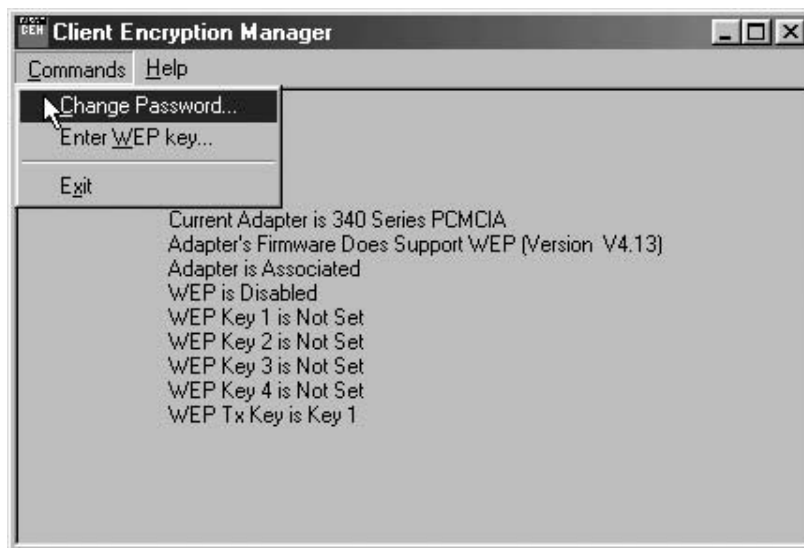 CISCO
CEM
Client Encryption Manager
Commands Help
Change Password...
Enter WEP key...
Exit
Current Adapter is 340 Series PCMCIA
Adapter's Firmware Does Support WEP (Version V4.13)
Adapter is Associated
WEP is Disabled
WEP Key 1 is Not Set
WEP Key 2 is Not Set
WEP Key 3 is Not Set
WEP Key 4 is Not Set
WEP Tx Key is Key 1